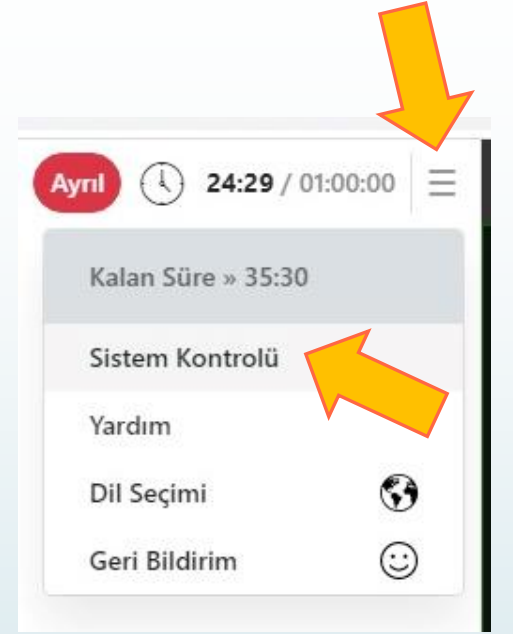 Ayrıl 24:29 / 01:00:00
Kalan Süre » 35:30
Sistem Kontrolü
Yardım
Dil Seçimi
Geri Bildirim